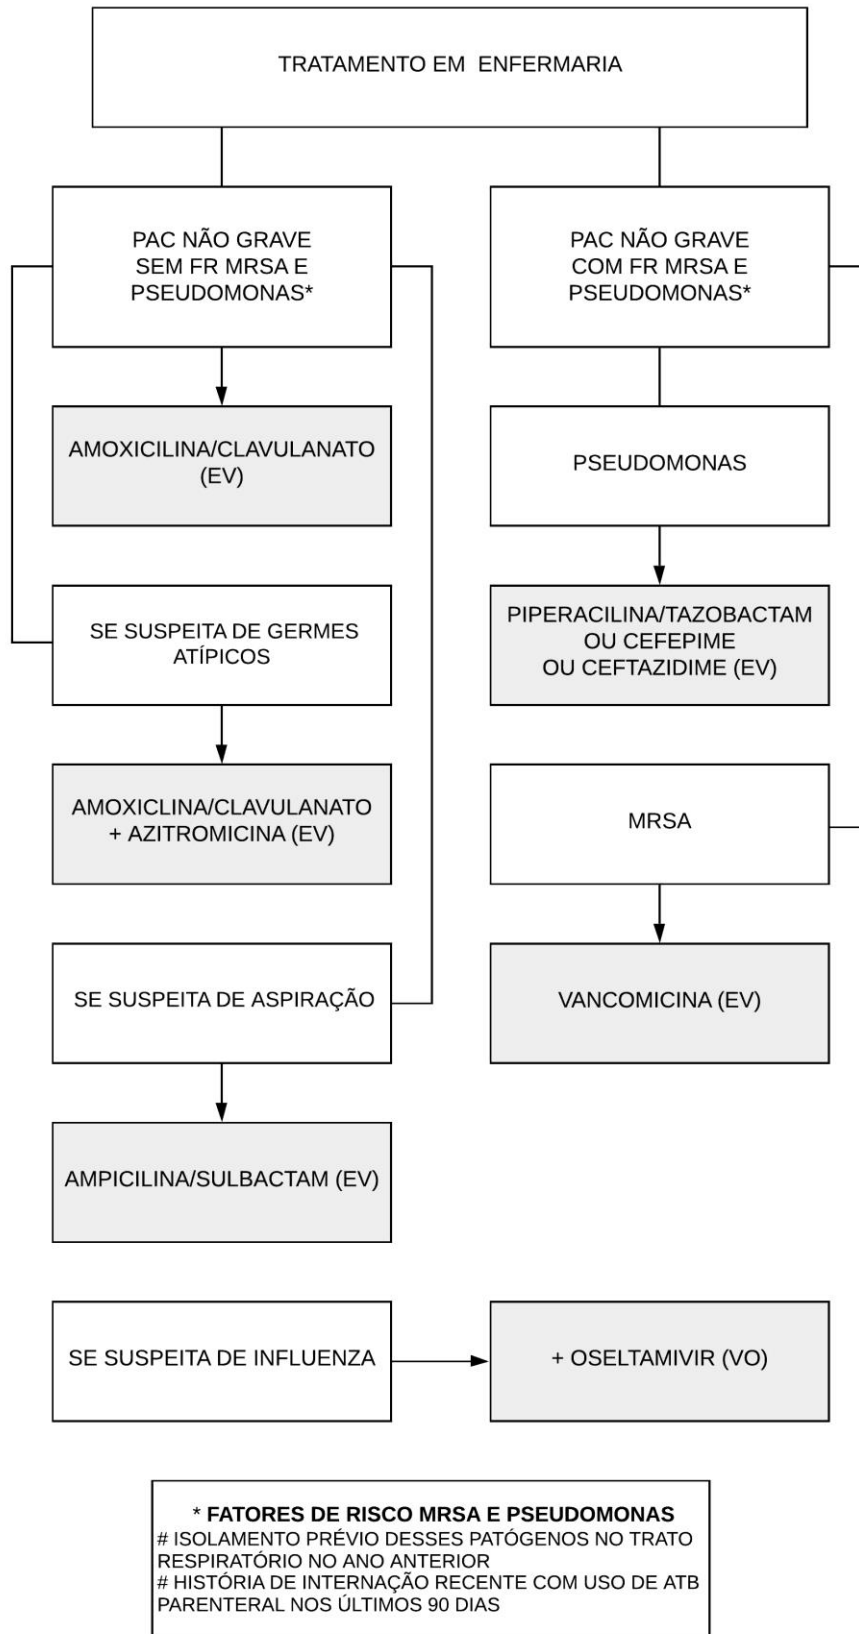 TRATAMENTO EM ENFERMARIA
PAC NÃO GRAVE
SEM FR MRSA E
PSEUDOMONAS*
AMOXICILINA/CLAVULANATO
(EV)
SE SUSPEITA DE GERMES
ATÍPICOS
AMOXICLINA/CLAVULANATO
+ AZITROMICINA (EV)
SE SUSPEITA DE ASPIRAÇÃO
AMPICILINA/SULBACTAM (EV)
PAC NÃO GRAVE
COM FR MRSA E
PSEUDOMONAS*
PSEUDOMONAS
PIPERACILINA/TAZOBACTAM
OU CEFEPIME
OU CEFTAZIDIME (EV)
MRSA
VANCOMICINA (EV)
SE SUSPEITA DE INFLUENZA
+ OSELTAMIVIR (VO)
* FATORES DE RISCO MRSA E PSEUDOMONAS
# ISOLAMENTO PRÉVIO DESSES PATÓGENOS NO TRATO
RESPIRATÓRIO NO ANO ANTERIOR
# HISTÓRIA DE INTERNAÇÃO RECENTE COM USO DE ATB
PARENTERAL NOS ÚLTIMOS 90 DIAS